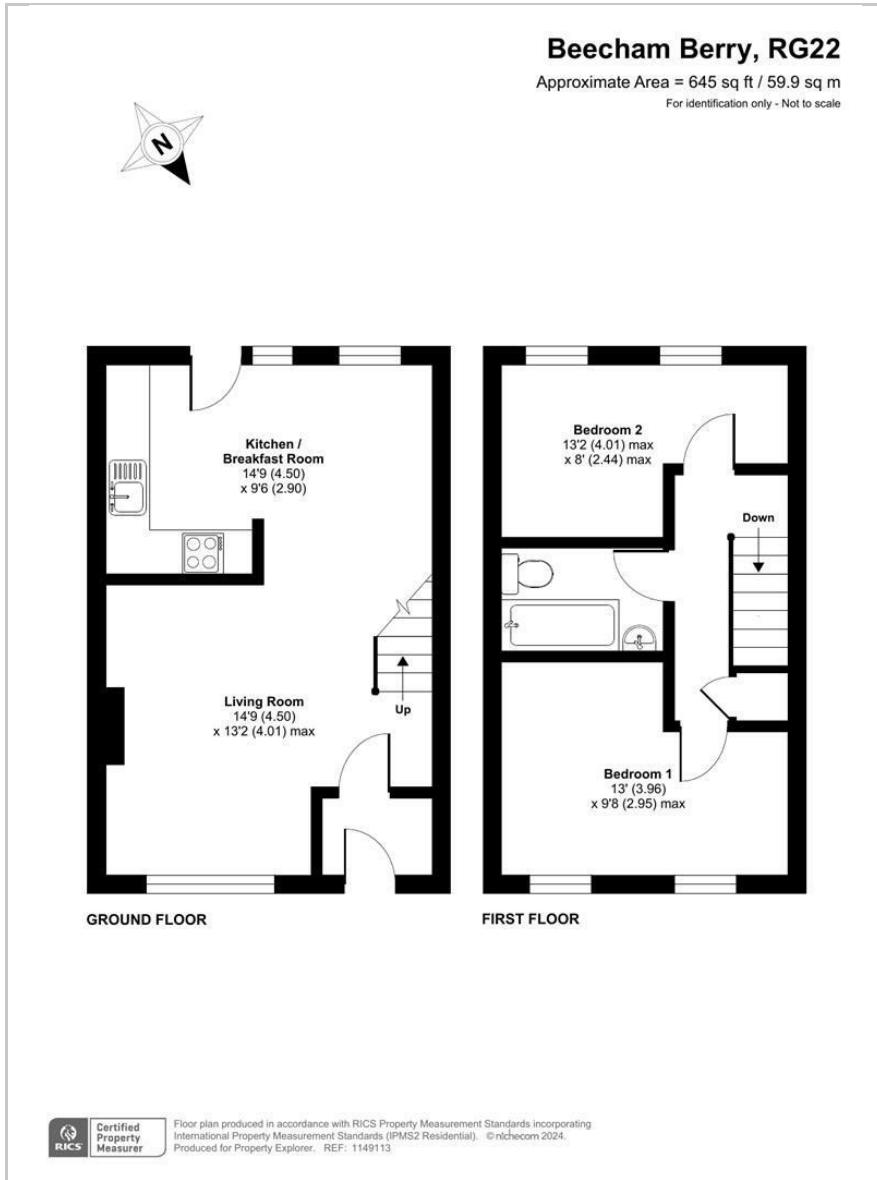 Beecham Berry, RG22
Approximate Area = 645 sq ft / 59.9 sq m
For identification only - Not to scale
N
Kitchen /
Breakfast Room
14'9 (4.50)
x 9'6 (2.90)
Living Room
14'9 (4.50)
x 13'2 (4.01) max
Up
GROUND FLOOR
Bedroom 2
13'2 (4.01) max
x 8' (2.44) max
Down
Bedroom 1
13' (3.96)
x 9'8 (2.95) max
FIRST FLOOR
RICS
Certified
Property
Measurer
Floor plan produced in accordance with RICS Property Measurement Standards incorporating
International Property Measurement Standards (IPMS2 Residential). © nıchecom 2024.
Produced for Property Explorer. REF: 1149113